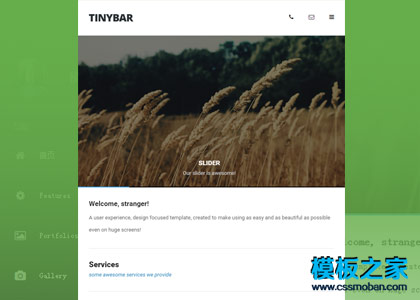 TINYBAR
SLIDER
Our slider is awesome!
Welcome, stranger!
A user experience, design focused template, created to make using as easy and as beautiful as possible
even on huge screens!
Services
some awesome services we provide
首页
Features
Portfolio
Gallery
come, stranger
模板之家
www.cssmoban.com